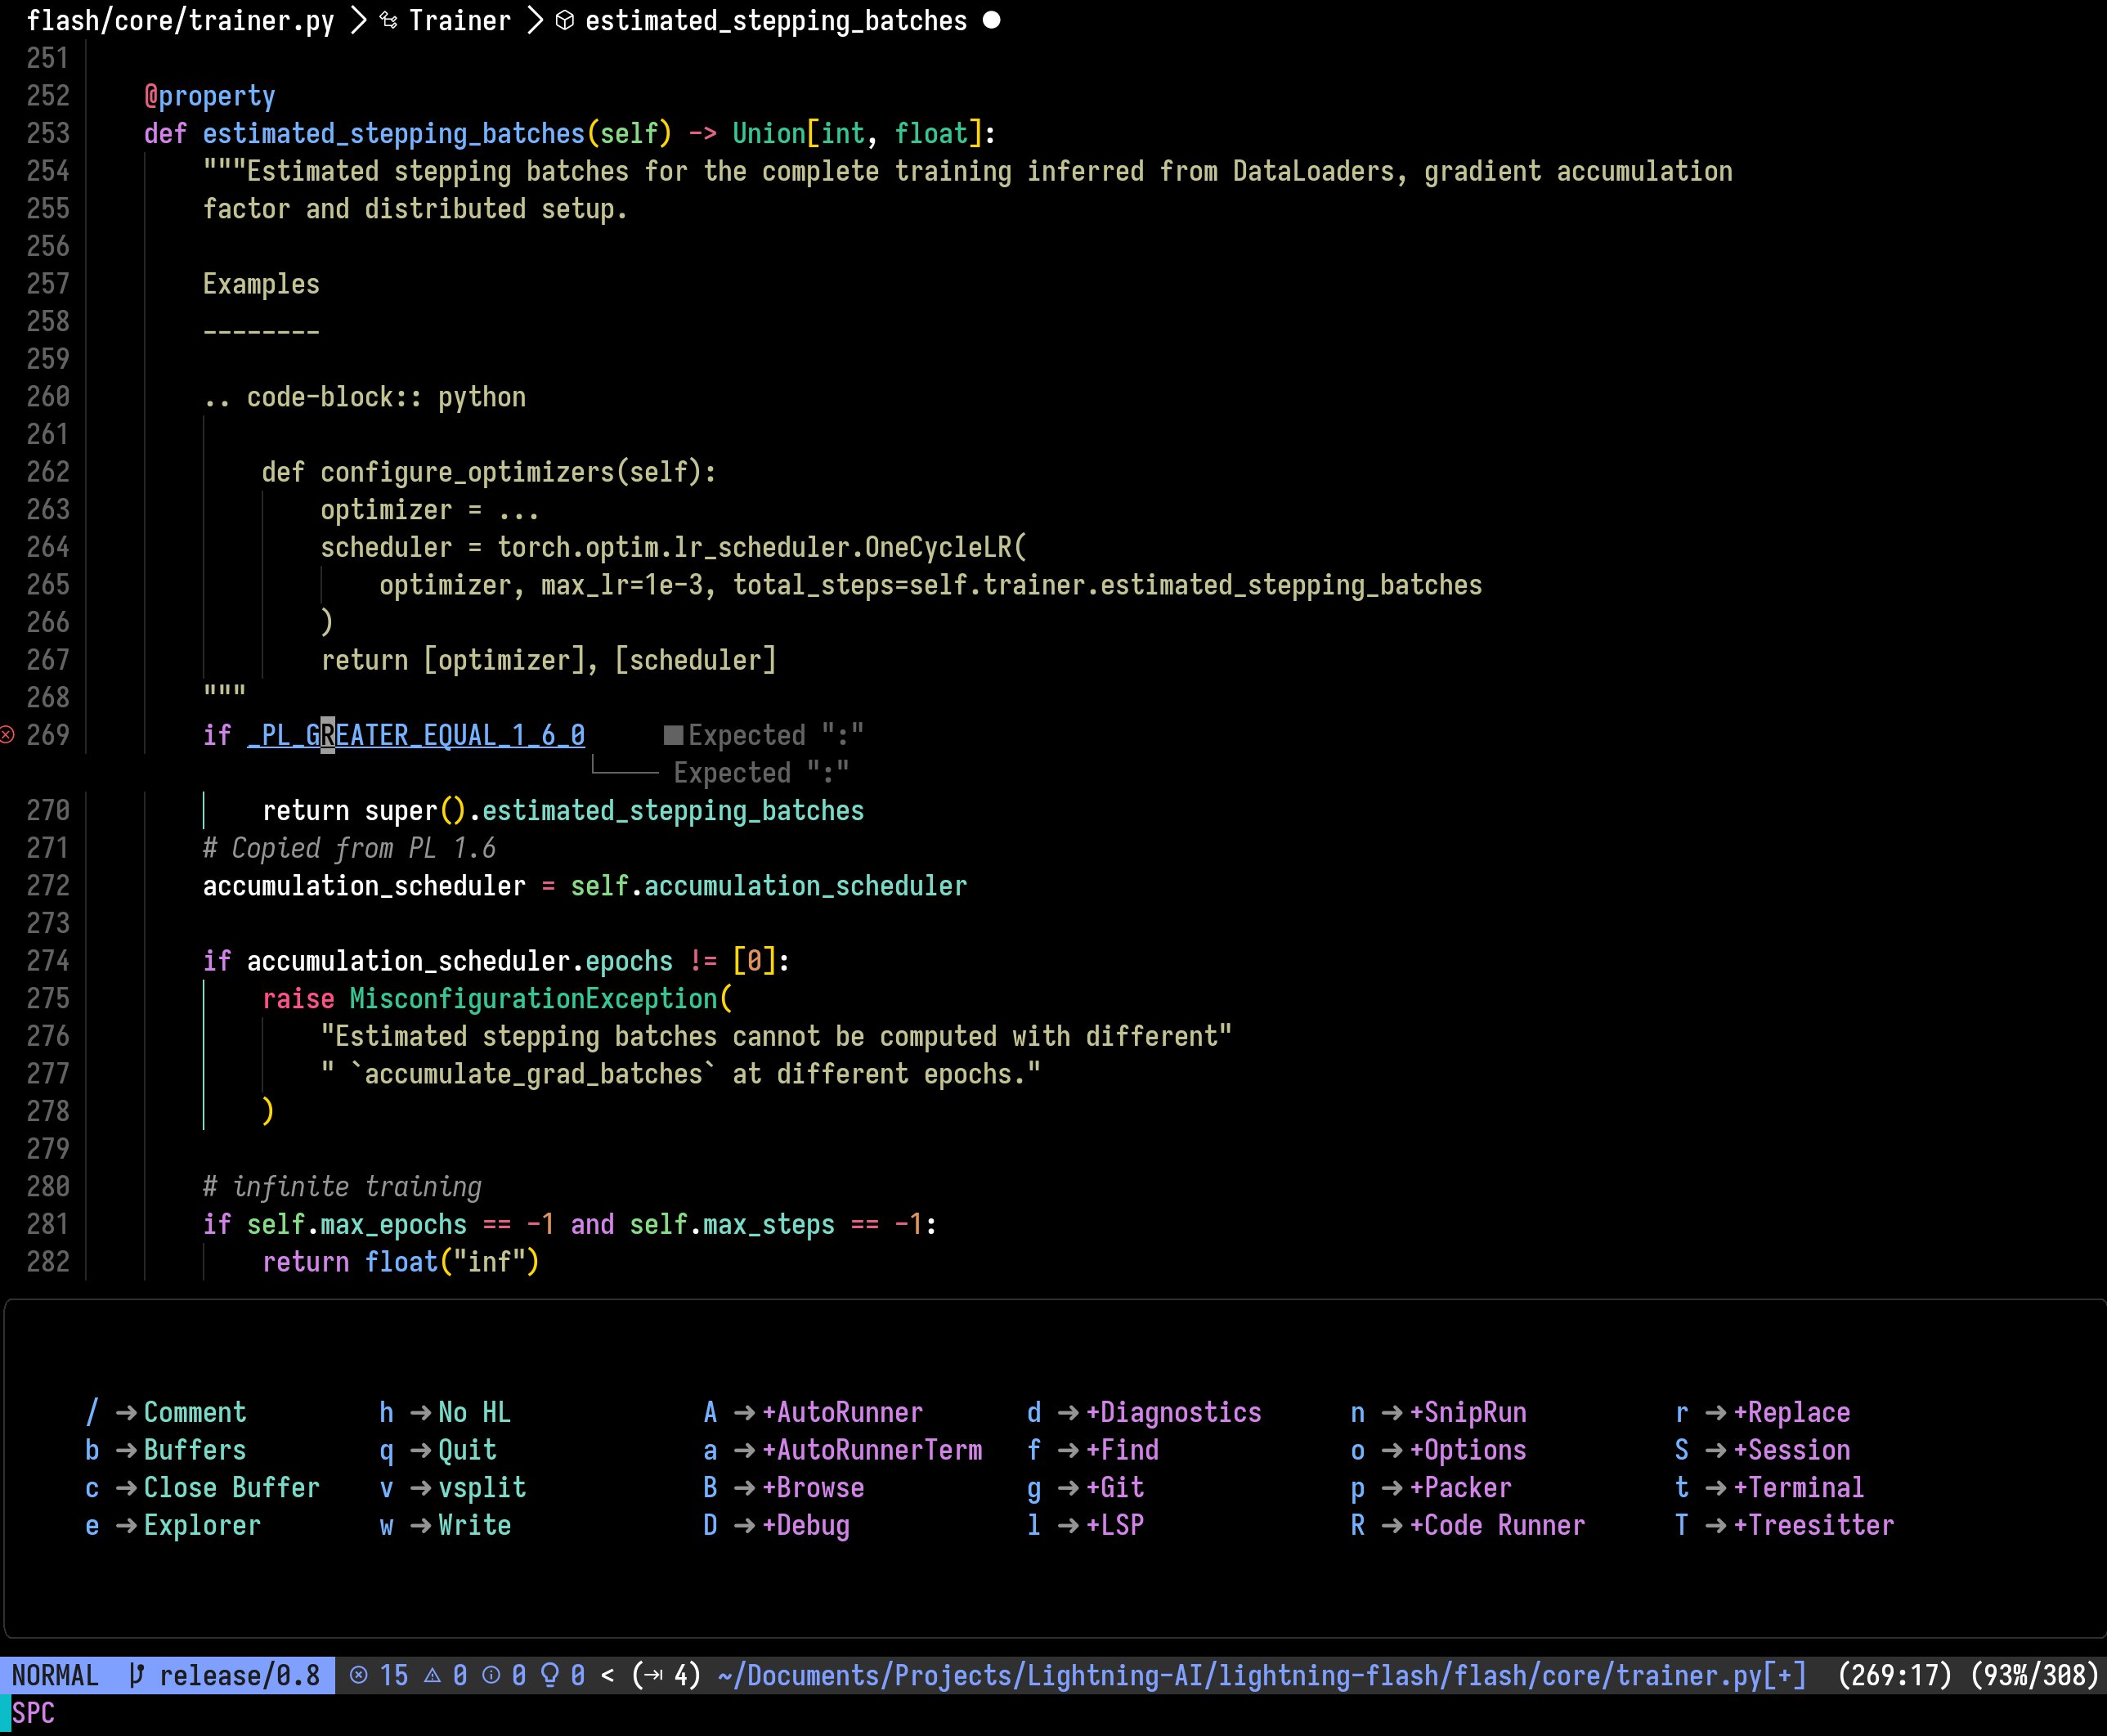 flash/core/trainer.py > Trainer > estimated_stepping_batches ●
251
252     @property
253     def estimated_stepping_batches(self) -> Union[int, float]:
254         """Estimated stepping batches for the complete training inferred from DataLoaders, gradient accumulation
255         factor and distributed setup.
256
257         Examples
258         --------
259
260         .. code-block:: python
261
262             def configure_optimizers(self):
263                 optimizer = ...
264                 scheduler = torch.optim.lr_scheduler.OneCycleLR(
265                     optimizer, max_lr=1e-3, total_steps=self.trainer.estimated_stepping_batches
266                 )
267                 return [optimizer], [scheduler]
268         """
269         if _PL_GREATER_EQUAL_1_6_0     ■Expected ":"
Expected ":"
270             return super().estimated_stepping_batches
271         # Copied from PL 1.6
272         accumulation_scheduler = self.accumulation_scheduler
273
274         if accumulation_scheduler.epochs != [0]:
275             raise MisconfigurationException(
276                 "Estimated stepping batches cannot be computed with different"
277                 " `accumulate_grad_batches` at different epochs."
278             )
279
280         # infinite training
281         if self.max_epochs == -1 and self.max_steps == -1:
282             return float("inf")
/ → Comment    h → No HL    A → +AutoRunner    d → +Diagnostics    n → +SnipRun    r → +Replace
b → Buffers    q → Quit    a → +AutoRunnerTerm    f → +Find    o → +Options    S → +Session
c → Close Buffer    v → vsplit    B → +Browse    g → +Git    p → +Packer    t → +Terminal
e → Explorer    w → Write    D → +Debug    l → +LSP    R → +Code Runner    T → +Treesitter
NORMAL release/0.8 15 0 0 0 < (⇥ 4) ~/Documents/Projects/Lightning-AI/lightning-flash/flash/core/trainer.py[+] (269:17) (93%/308)
SPC